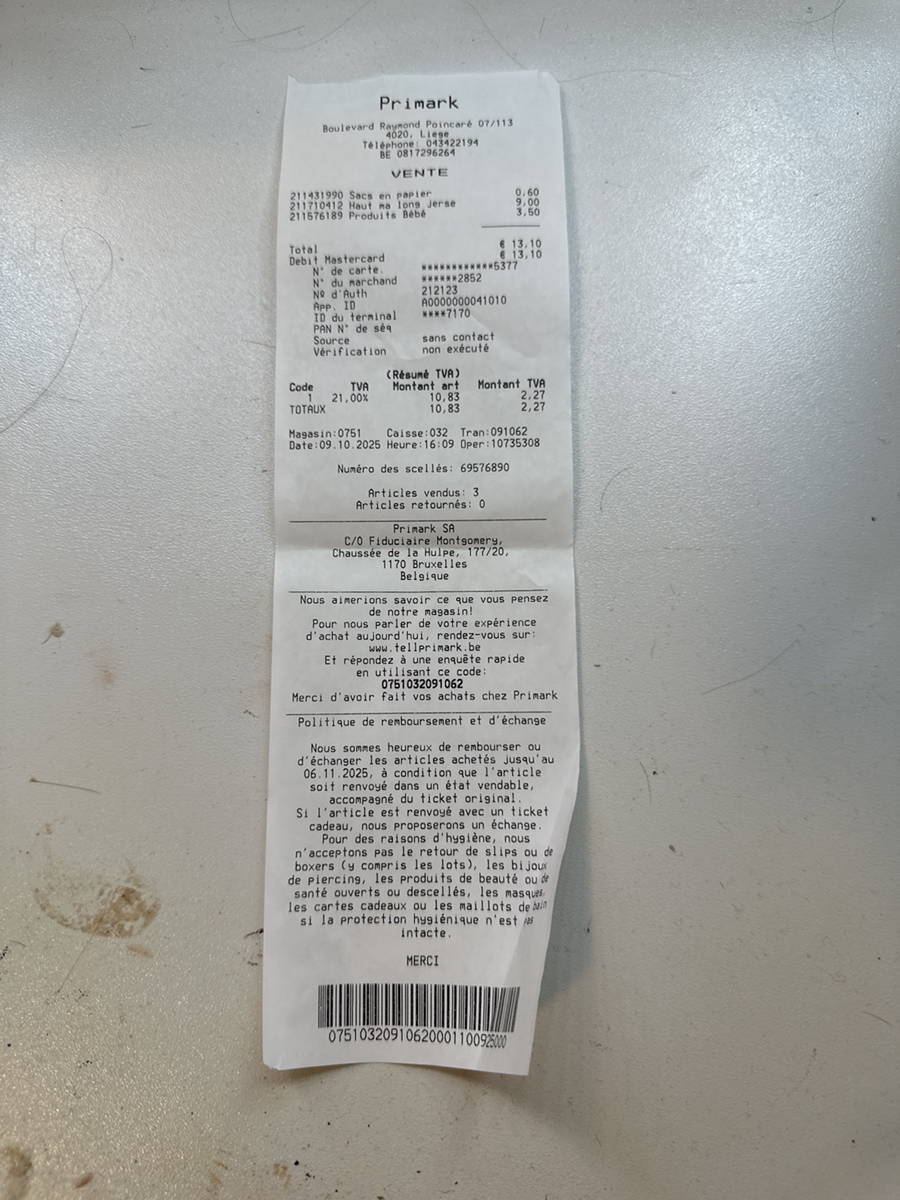 Primark
Boulevard Raymond Poincaré 07/113
4020, Liege
Téléphone: 043422194
BE 0817296264
VENTE
211431990 Sacs en papier 0,60
211710412 Haut ma long Jerse 9,00
211576189 Produits Bébé 3,50
Total € 13,10
Debit Mastercard € 13,10
N° de carte. ************5377
N° du marchand ******2852
Nº d'Auth 212123
App. ID A0000000041010
ID du terminal ****7170
PAN N° de séq
Source sans contact
Vérification non exécuté
(Résumé TVA)
Code TVA Montant art Montant TVA
1 21,00% 10,83 2,27
TOTAUX 10,83 2,27
Magasin:0751 Caisse:032 Tran:091062
Date:09.10.2025 Heure:16:09 Oper:10735308
Numéro des scellés: 69576890
Articles vendus: 3
Articles retournés: 0
Primark SA
C/O Fiduciaire Montgomery,
Chaussée de la Hulpe, 177/20,
1170 Bruxelles
Belgique
Nous aimerions savoir ce que vous pensez
de notre magasin!
Pour nous parler de votre expérience
d'achat aujourd'hui, rendez-vous sur:
www.tellprimark.be
Et répondez à une enquête rapide
en utilisant ce code:
0751032091062
Merci d'avoir fait vos achats chez Primark
Politique de remboursement et d'échange
Nous sommes heureux de rembourser ou
d'échanger les articles achetés jusqu'au
06.11.2025, à condition que l'article
soit renvoyé dans un état vendable,
accompagné du ticket original.
Si l'article est renvoyé avec un ticket
cadeau, nous proposerons un échange.
Pour des raisons d'hygiène, nous
n'acceptons pas le retour de slips ou de
boxers (y compris les lots), les bijoux
de piercing, les produits de beauté ou de
santé ouverts ou descellés, les masques,
les cartes cadeaux ou les maillots de bain
si la protection hygiénique n'est pas
intacte.
MERCI
0751032091062000110092​5000